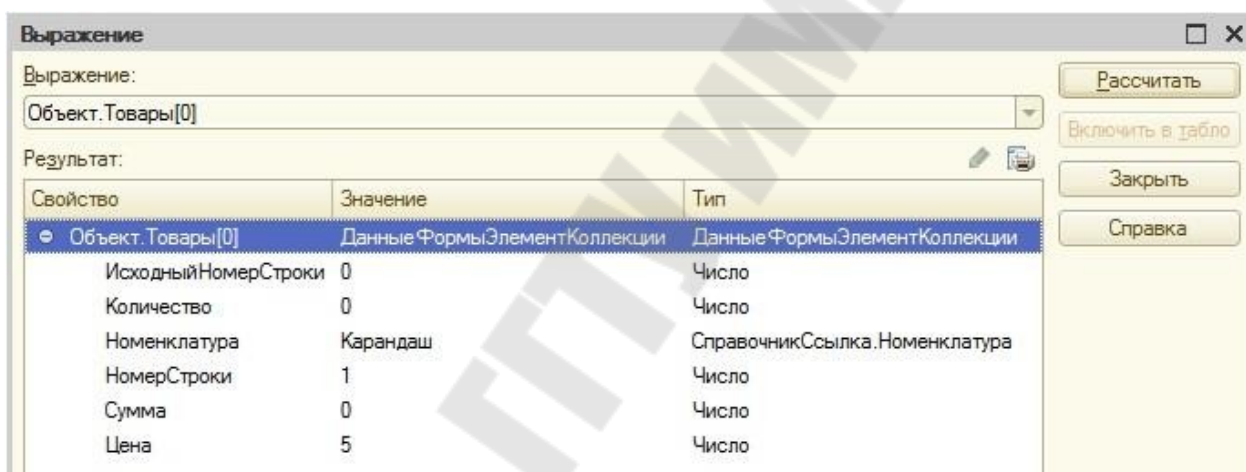 Выражение
Выражение:
Рассчитать
Объект.Товары[0]
Включить в табло
Результат:
Закрыть
Свойство Значение Тип
Справка
Объект.Товары[0] ДанныеФормыЭлементКоллекции ДанныеФормыЭлементКоллекции
ИсходныйНомерСтроки 0 Число
Количество 0 Число
Номенклатура Карандаш СправочникСсылка.Номенклатура
НомерСтроки 1 Число
Сумма 0 Число
Цена 5 Число